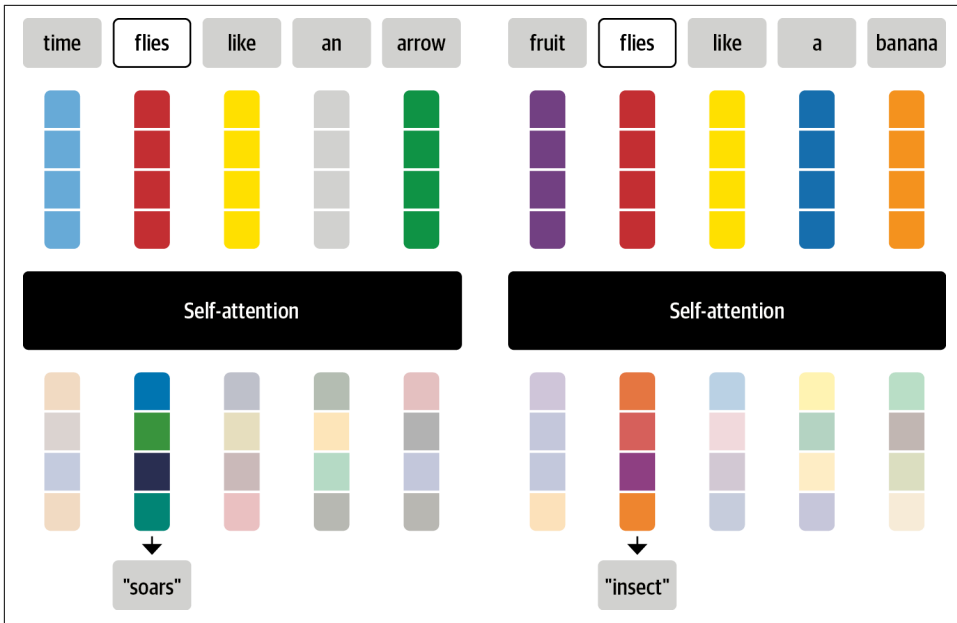 time flies like an arrow
fruit flies like a banana
Self-attention
Self-attention
"soars"
"insect"